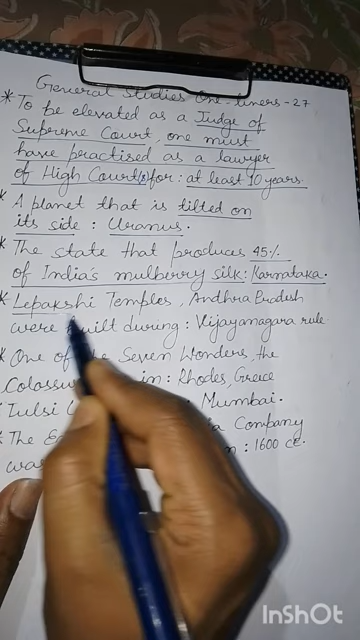 General Studies One-liners-27
* To be elevated as a Judge of
Supreme Court, one must
have practised as a lawyer
of High Court(s) for: at least 10 years.
* A planet that is tilted on
its side: Uranus.
* The state that produces 45%
of India's mulberry silk: Karnataka.
* Lepakshi Temples, Andhra Pradesh
were built during: Vijayanagara rule
* One of the Seven Wonders, the
in: Rhodes, Greece
Tulsi : Mumbai.
* The Company
: 1600 CE.
InShOt